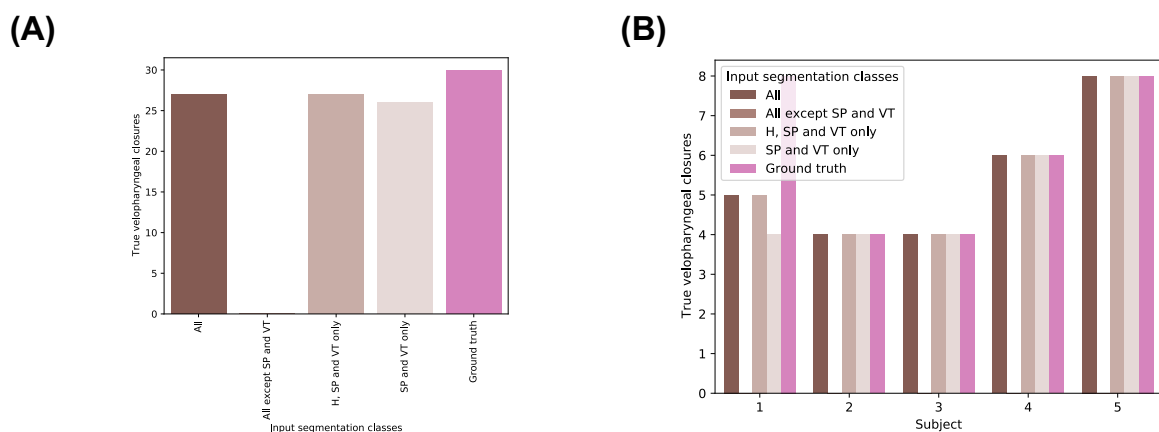 (A)
True velopharyngeal closures
30
25
20
15
10
5
0
All
All except SP and VT
H, SP and VT only
SP and VT only
Ground truth
Input segmentation classes
(B)
True velopharyngeal closures
8
7
6
5
4
3
2
1
0
Input segmentation classes
All
All except SP and VT
H, SP and VT only
SP and VT only
Ground truth
1 2 3 4 5
Subject